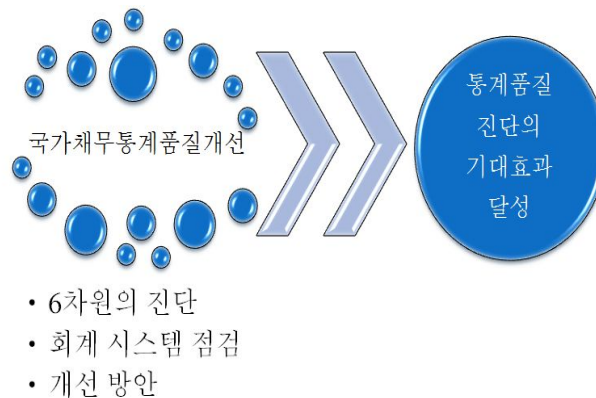 국가채무통계품질개선
통계품질
진단의
기대효과
달성
• 6차원의 진단
• 회계 시스템 점검
• 개선 방안